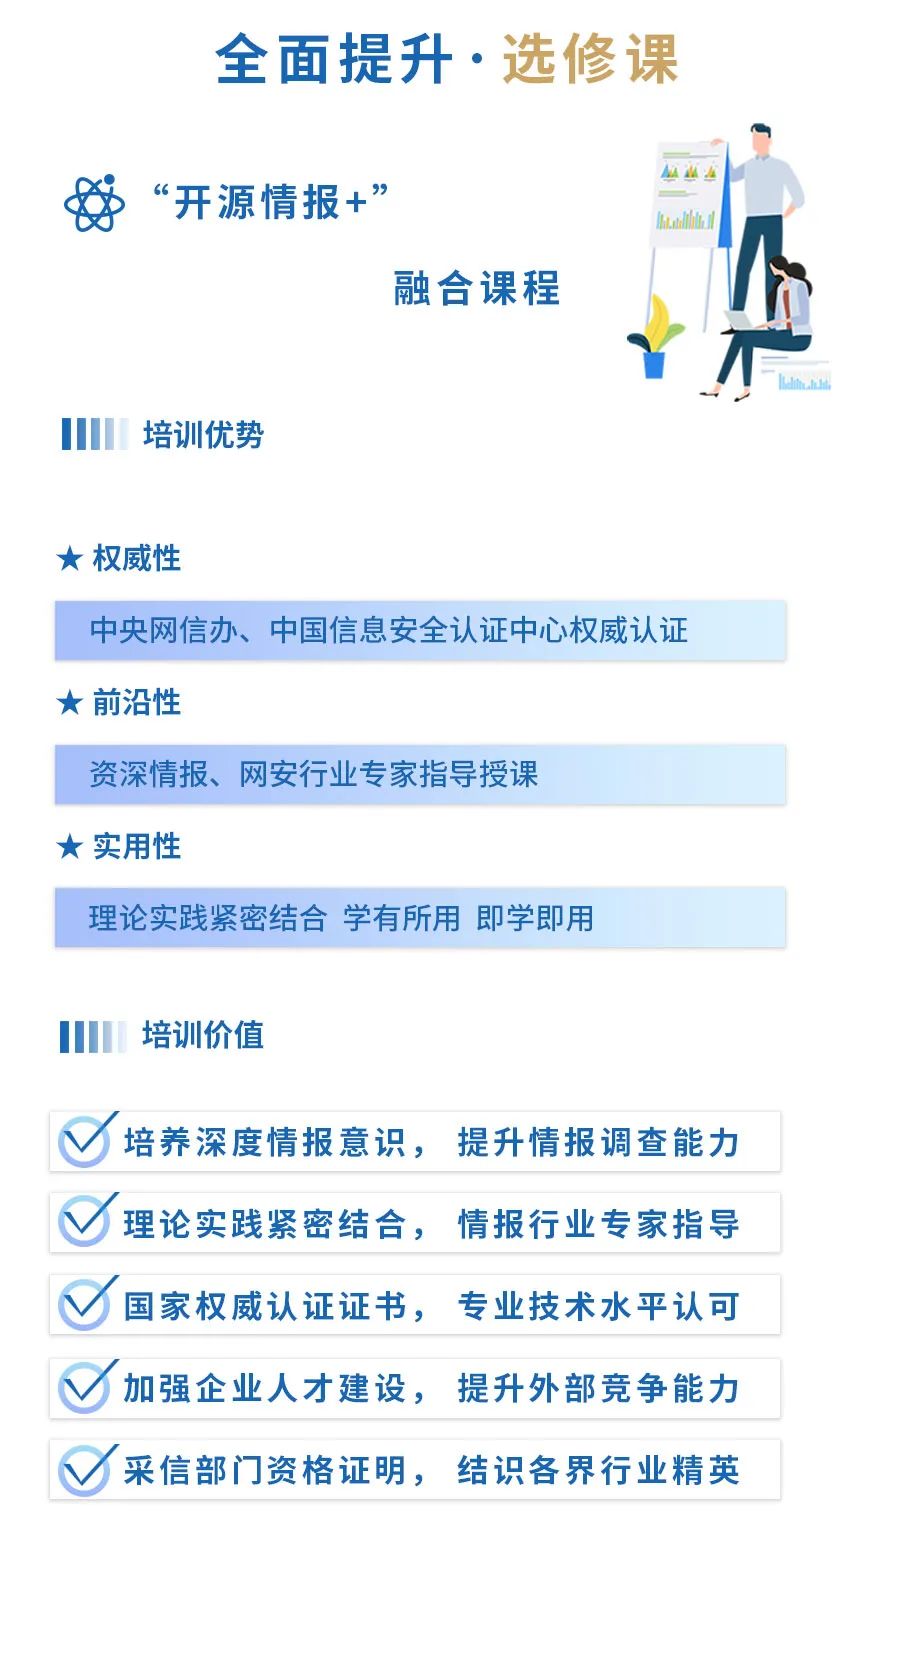 全面提升·选修课
“开源情报+”
融合课程
培训优势
★ 权威性
中央网信办、中国信息安全认证中心权威认证
★ 前沿性
资深情报、网安行业专家指导授课
★ 实用性
理论实践紧密结合 学有所用 即学即用
培训价值
培养深度情报意识， 提升情报调查能力
理论实践紧密结合， 情报行业专家指导
国家权威认证证书， 专业技术水平认可
加强企业人才建设， 提升外部竞争能力
采信部门资格证明， 结识各界行业精英